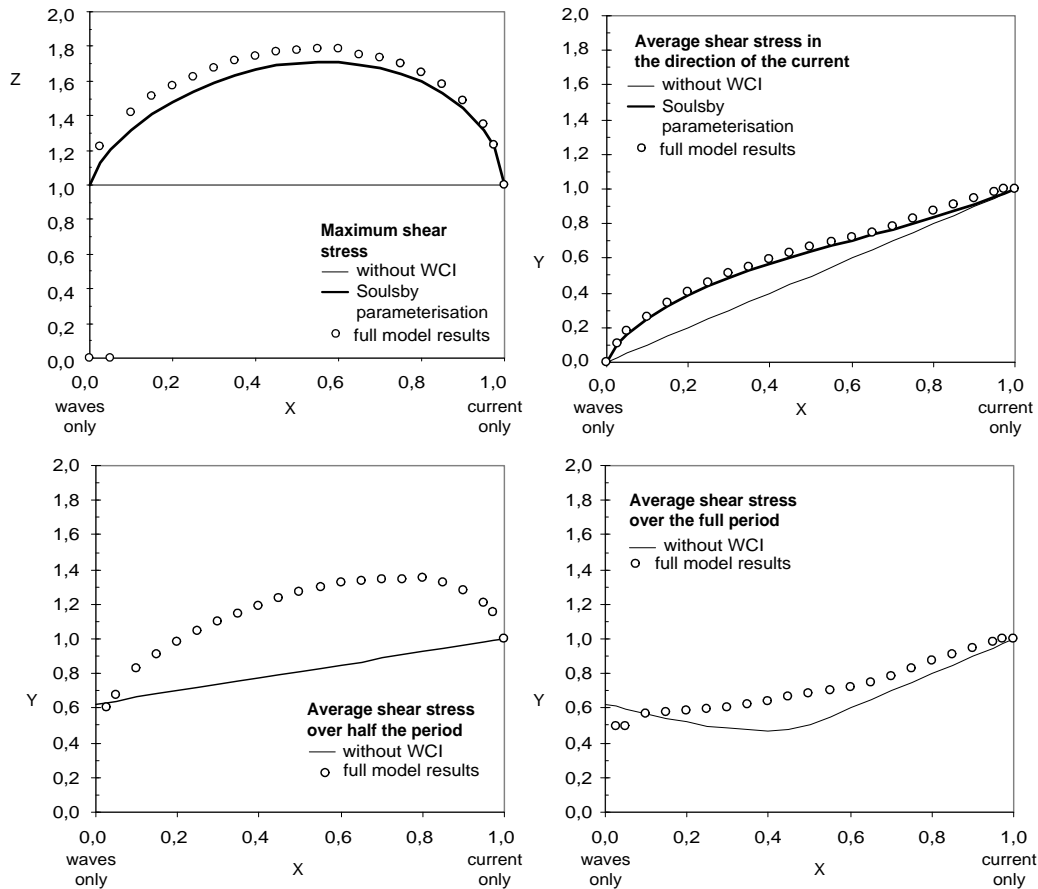 2,0
1,8
1,6
1,4
1,2
1,0
0,8
0,6
0,4
0,2
0,0
Z
Maximum shear
stress
without WCI
Soulsby
parameterisation
full model results
0,0 0,2 0,4 0,6 0,8 1,0
waves
only
X
current
only
2,0
1,8
1,6
1,4
1,2
1,0
0,8
0,6
0,4
0,2
0,0
Y
Average shear stress in
the direction of the current
without WCI
Soulsby
parameterisation
full model results
0,0 0,2 0,4 0,6 0,8 1,0
waves
only
X
current
only
2,0
1,8
1,6
1,4
1,2
1,0
0,8
0,6
0,4
0,2
0,0
Y
Average shear stress
over half the period
without WCI
full model results
0,0 0,2 0,4 0,6 0,8 1,0
waves
only
X
current
only
2,0
1,8
1,6
1,4
1,2
1,0
0,8
0,6
0,4
0,2
0,0
Y
Average shear stress
over the full period
without WCI
full model results
0,0 0,2 0,4 0,6 0,8 1,0
waves
only
X
current
only